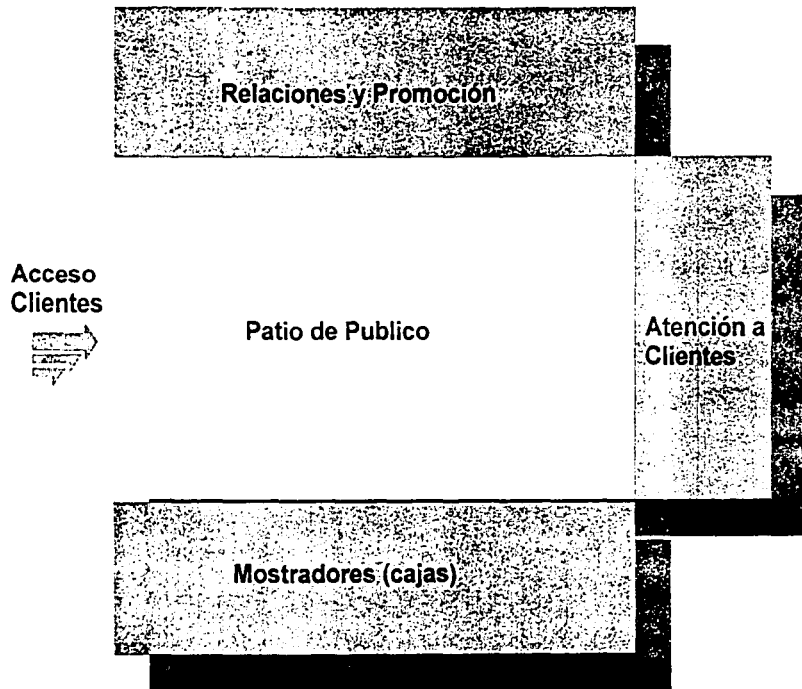 Relaciones y Promoción
Acceso
Clientes
Patio de Publico
Atención a
Clientes
Mostradores (cajas)